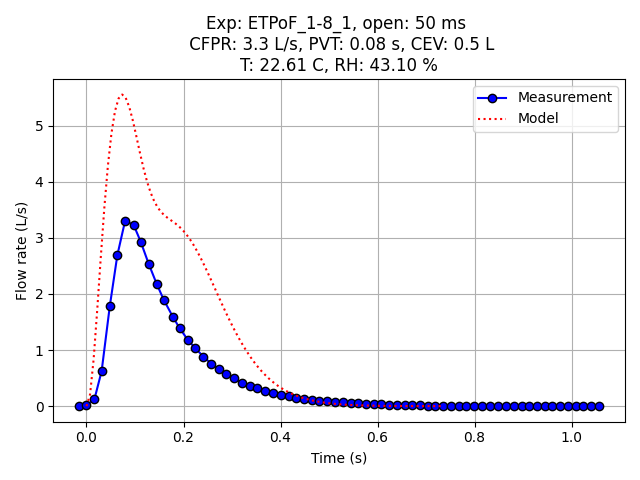 Exp: ETPoF_1-8_1, open: 50 ms
CFPR: 3.3 L/s, PVT: 0.08 s, CEV: 0.5 L
T: 22.61 C, RH: 43.10 %
Measurement
Model
Flow rate (L/s)
5
4
3
2
1
0
0.0 0.2 0.4 0.6 0.8 1.0
Time (s)